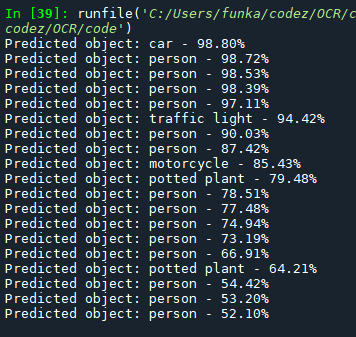 In [39]: runfile('C:/Users/funka/codez/OCR/c
codez/OCR/code')
Predicted object: car - 98.80%
Predicted object: person - 98.72%
Predicted object: person - 98.53%
Predicted object: person - 98.39%
Predicted object: person - 97.11%
Predicted object: traffic light - 94.42%
Predicted object: person - 90.03%
Predicted object: person - 87.42%
Predicted object: motorcycle - 85.43%
Predicted object: potted plant - 79.48%
Predicted object: person - 78.51%
Predicted object: person - 77.48%
Predicted object: person - 74.94%
Predicted object: person - 73.19%
Predicted object: person - 66.91%
Predicted object: potted plant - 64.21%
Predicted object: person - 54.42%
Predicted object: person - 53.20%
Predicted object: person - 52.10%